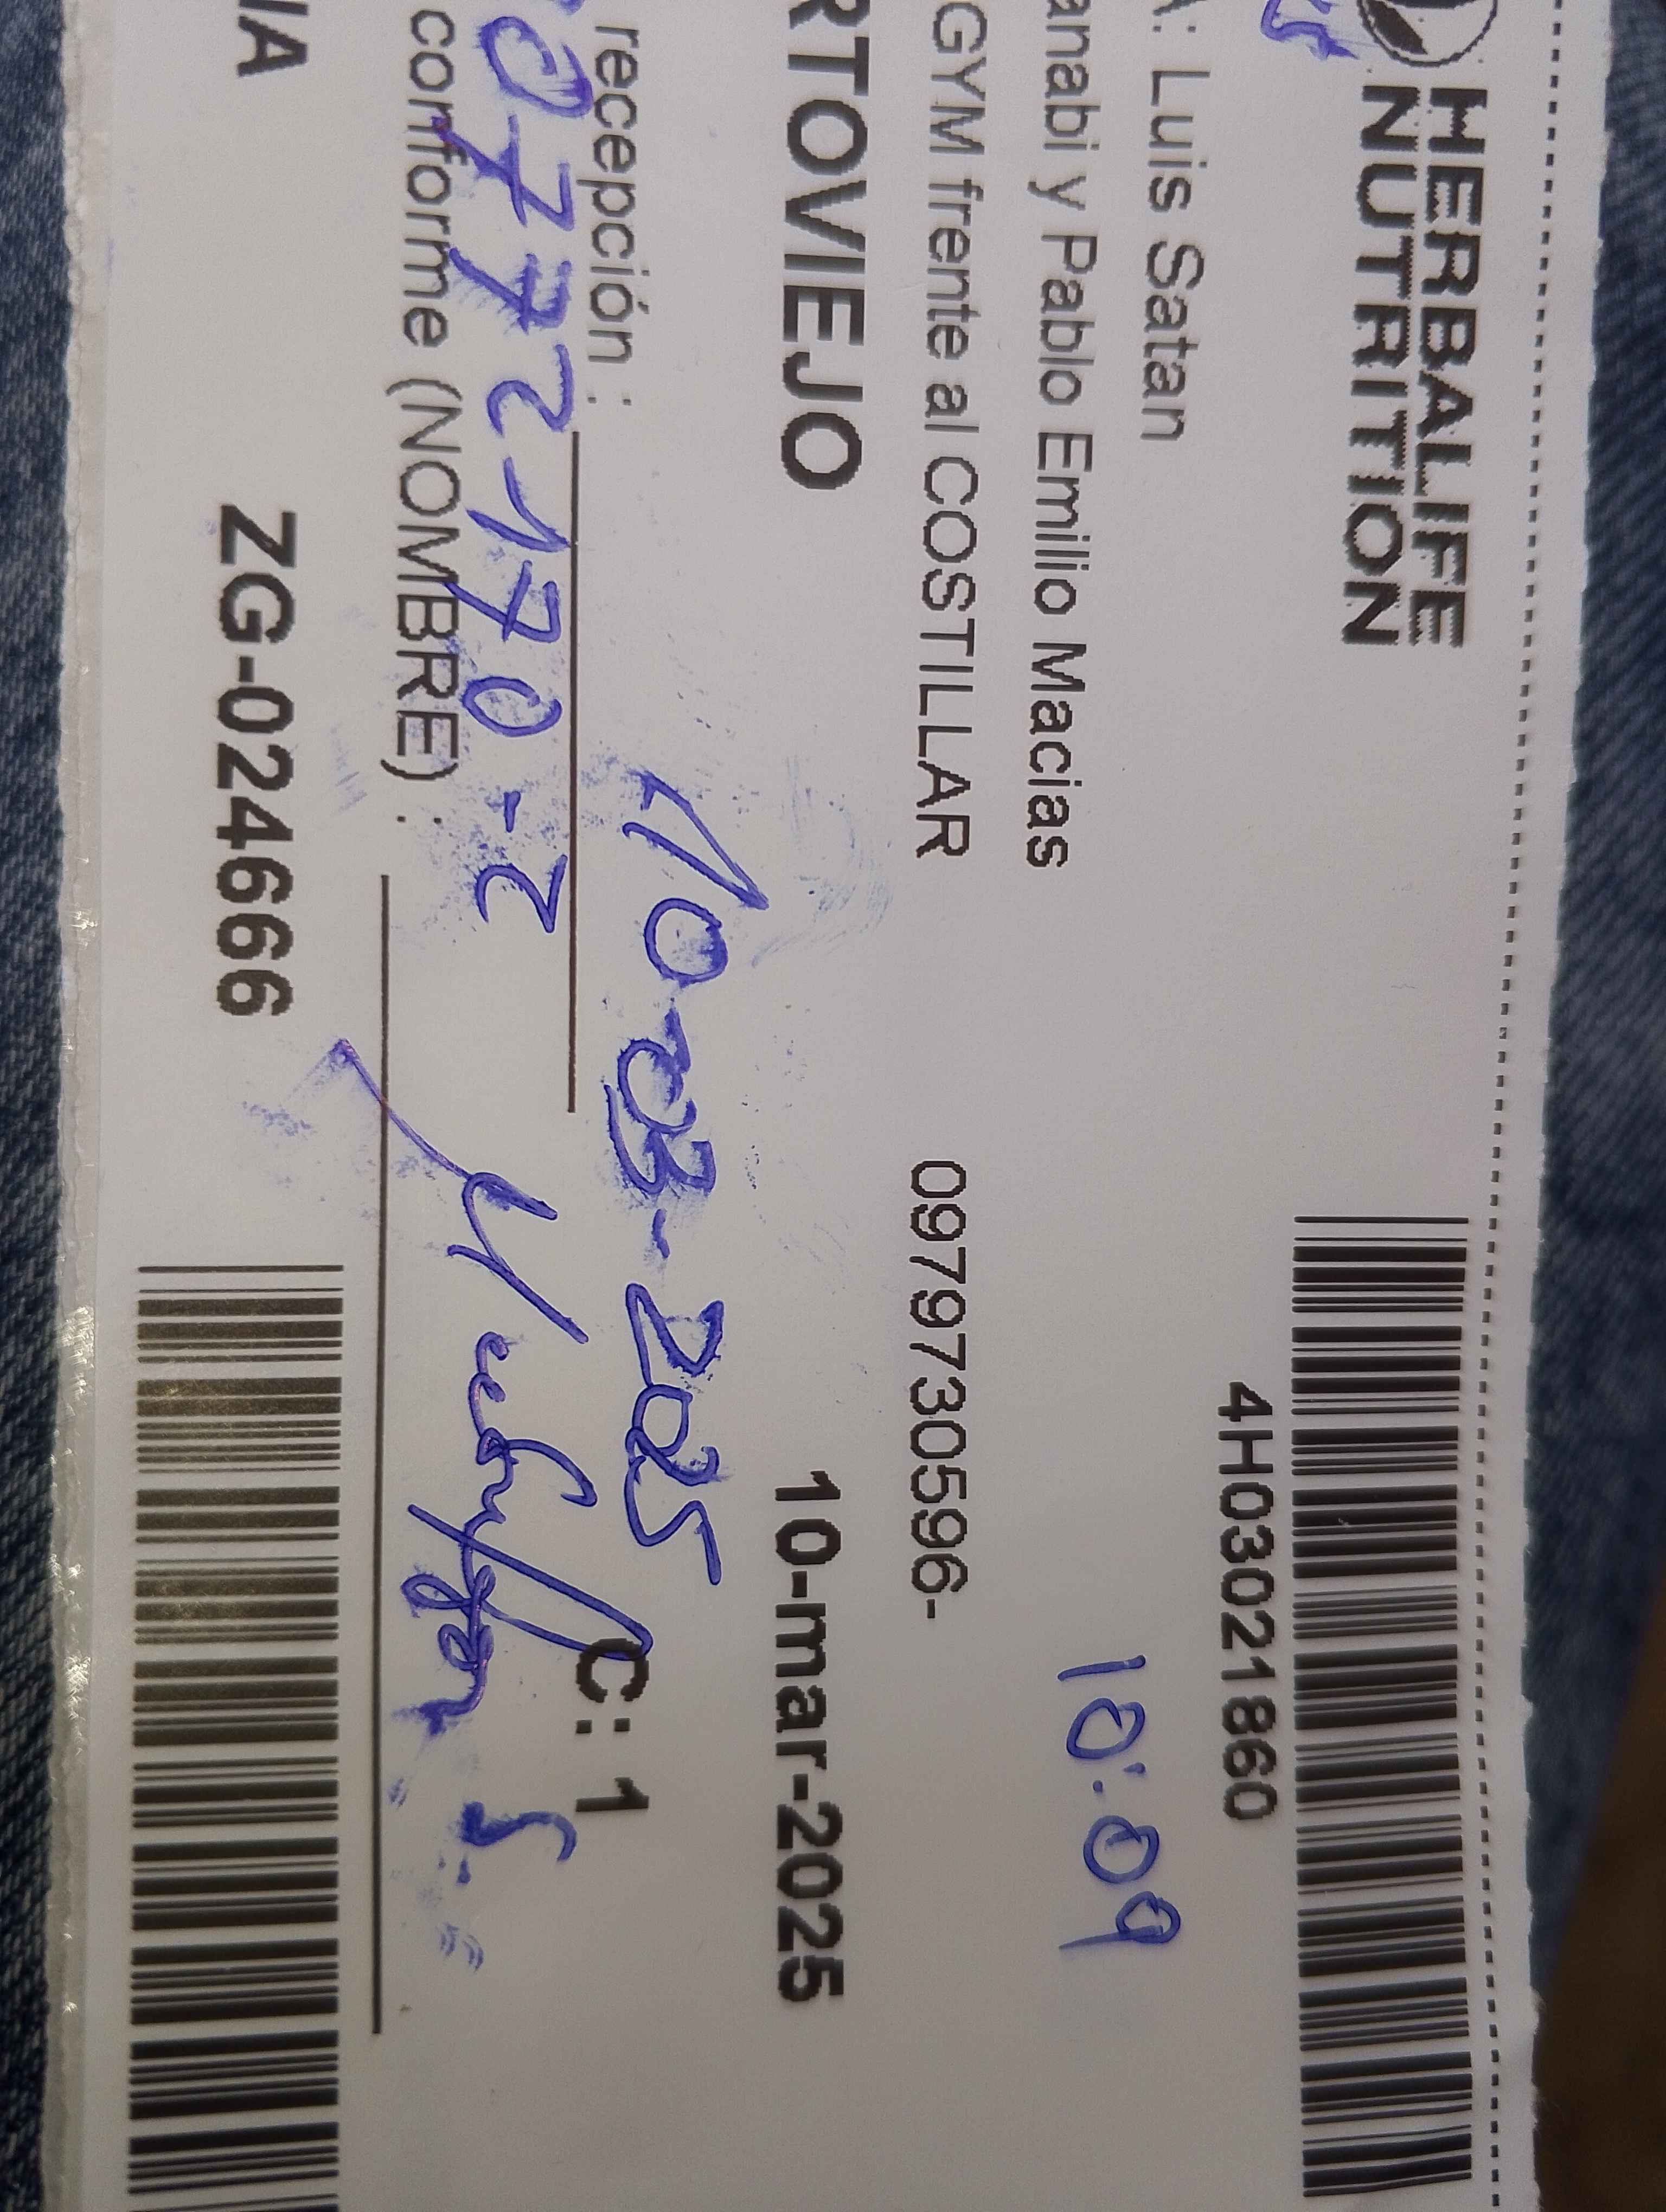 HERBALIFE
NUTRITION
4H03021860
A: Luis Satan
10:09
anabi y Pablo Emilio Macias
GYM frente al COSTILLAR 0979730596-
RTOVIEJO 10-mar-2025
10-03-2025
recepción :
C: 1
0772170-2
conforme (NOMBRE) :
IA ZG-024666